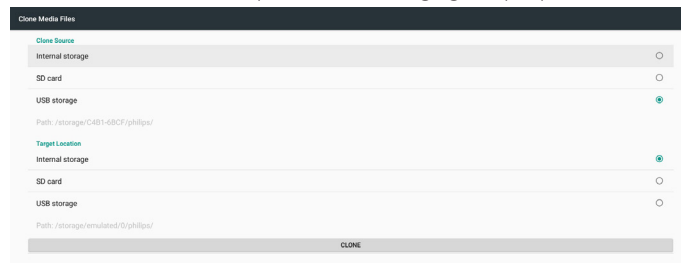 Clone Media Files
Clone Source
Internal storage
SD card
USB storage
Path: /storage/C4B1-6BCF/philips/
Target Location
Internal storage
SD card
USB storage
Path: /storage/emulated/0/philips/
CLONE